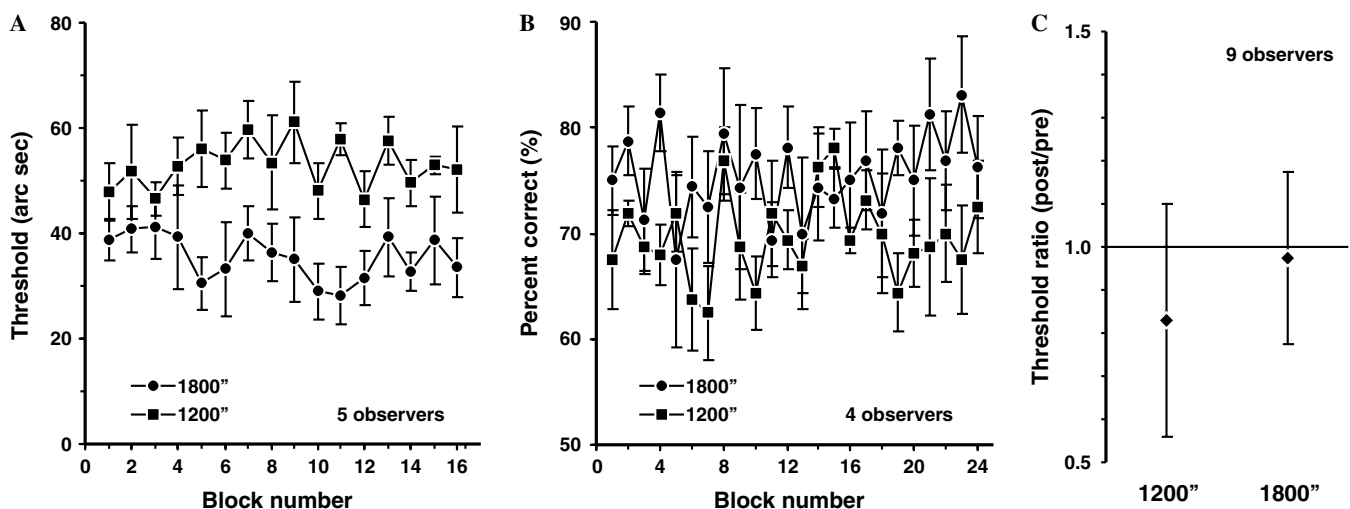 A
Threshold (arc sec)
80
60
40
20
0
1800”
1200”
5 observers
0 2 4 6 8 10 12 14 16
Block number
B
Percent correct (%)
90
80
70
60
50
1800”
1200”
4 observers
0 4 8 12 16 20 24
Block number
C
Threshold ratio (post/pre)
1.5
1.0
0.5
9 observers
1200” 1800”